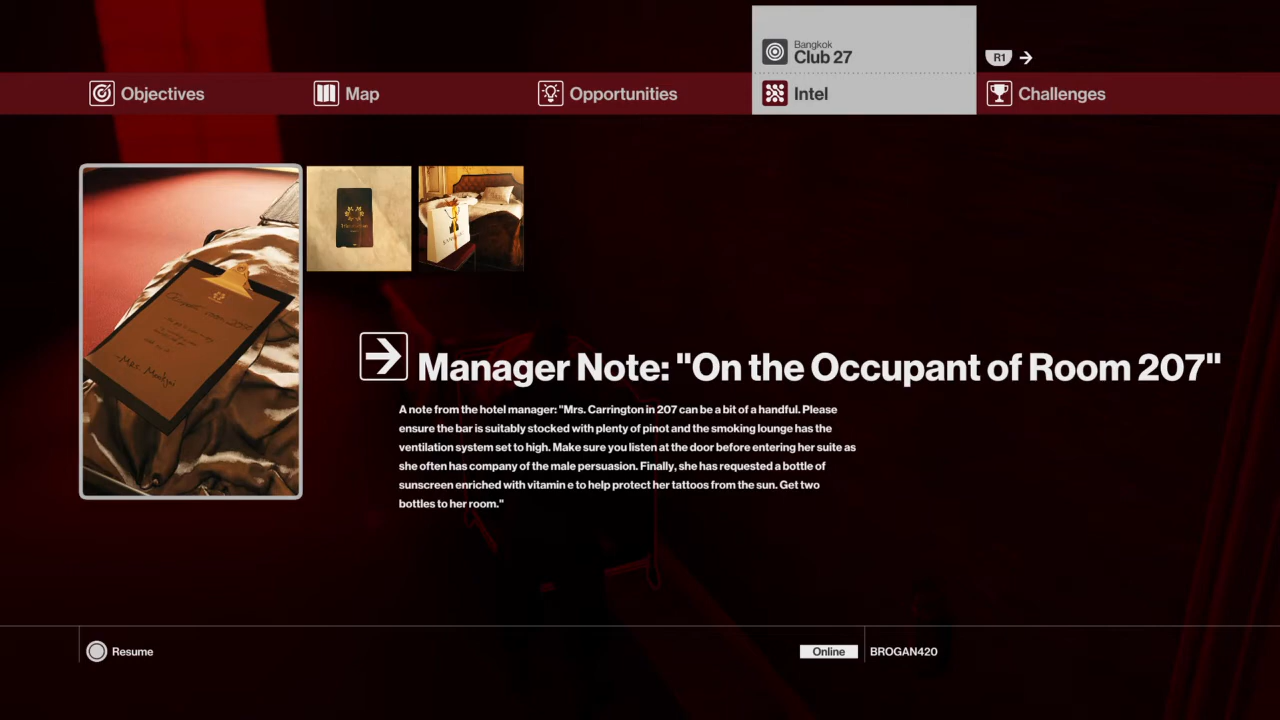 Bangkok
Club 27
R1
Objectives
Map
Opportunities
Intel
Challenges
Manager Note: "On the Occupant of Room 207"
A note from the hotel manager: "Mrs. Carrington in 207 can be a bit of a handful. Please
ensure the bar is suitably stocked with plenty of pinot and the smoking lounge has the
ventilation system set to high. Make sure you listen at the door before entering her suite as
she often has company of the male persuasion. Finally, she has requested a bottle of
sunscreen enriched with vitamin e to help protect her tattoos from the sun. Get two
bottles to her room."
Resume
Online
BROGAN420